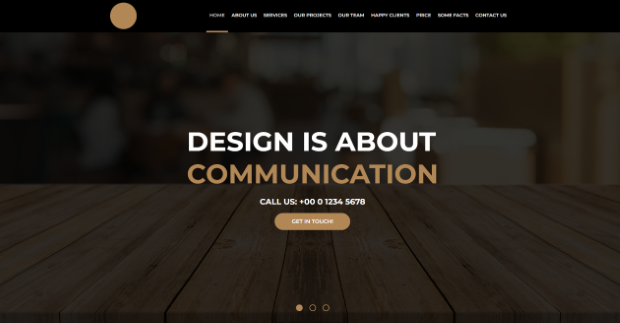 HOME ABOUT US SERVICES OUR PROJECTS OUR TEAM HAPPY CLIENTS PRICE SOME FACTS CONTACT US
DESIGN IS ABOUT
COMMUNICATION
CALL US: +00 0 1234 5678
GET IN TOUCH!